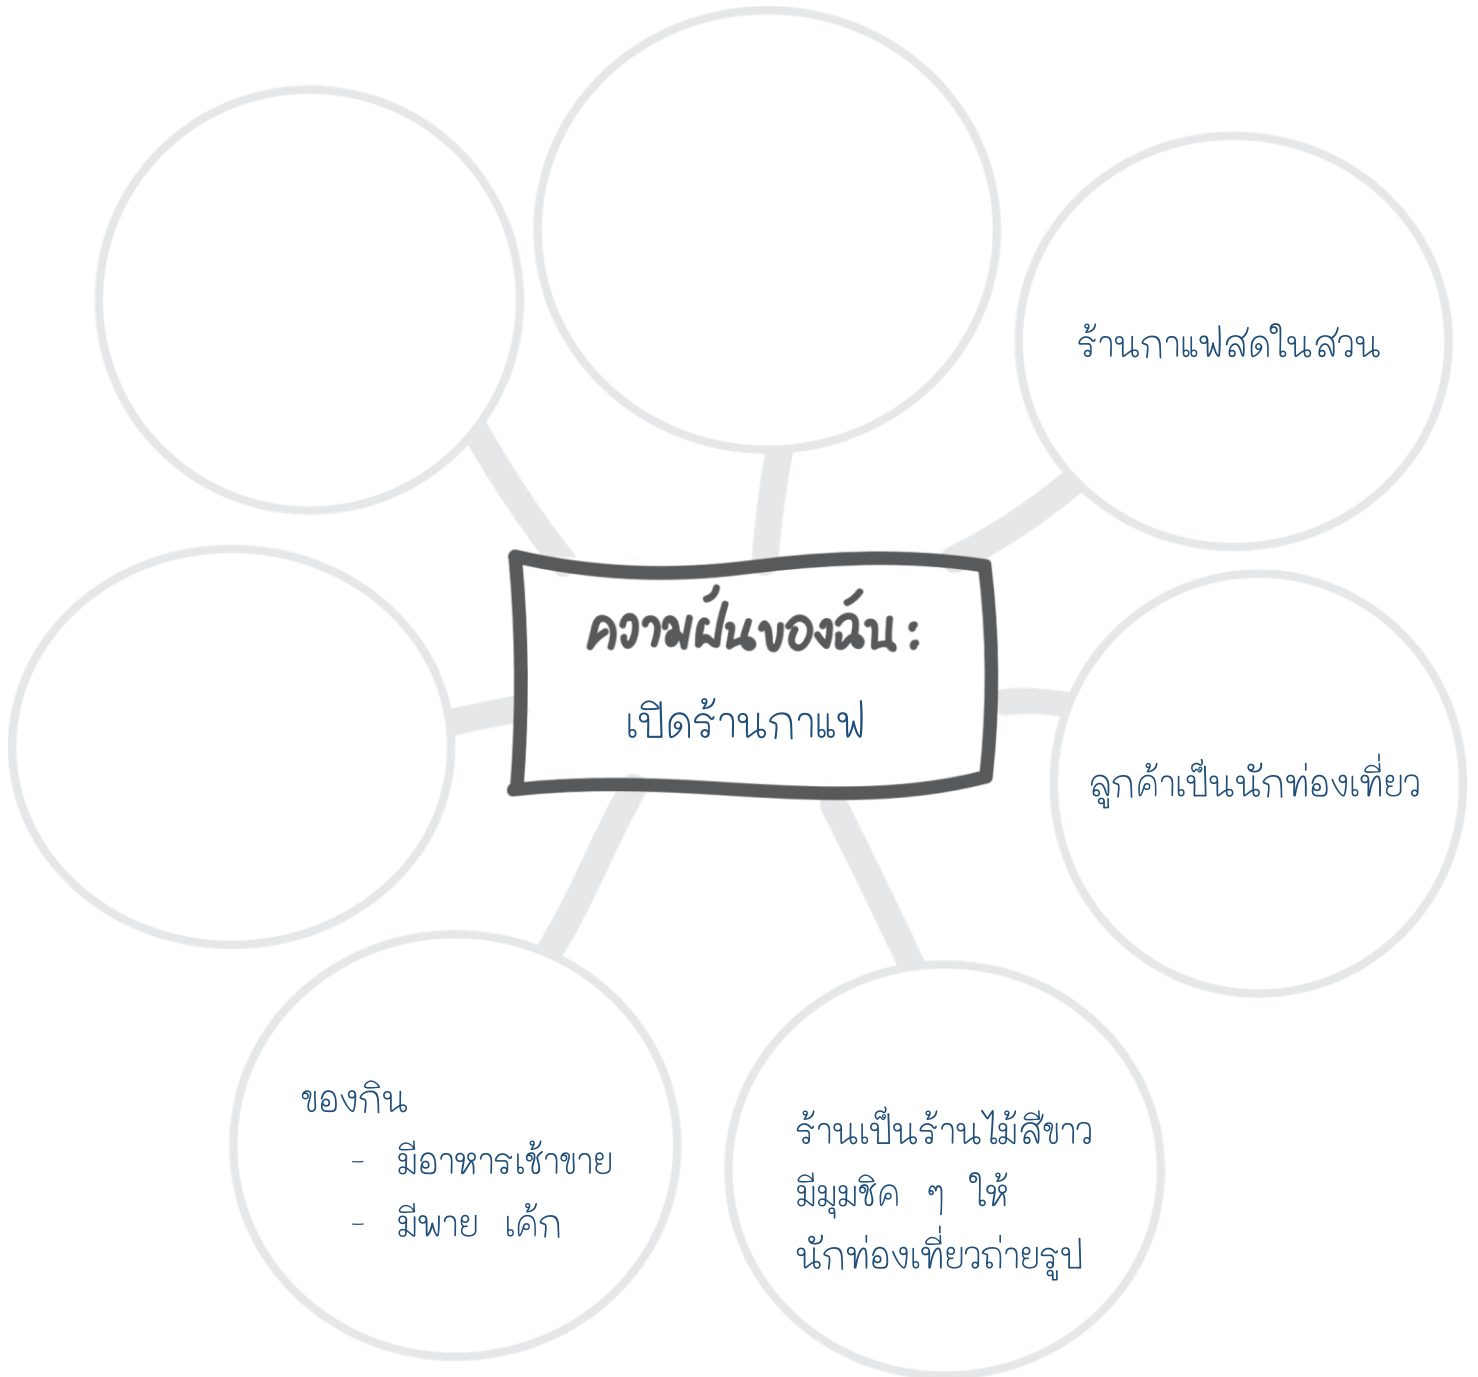 ร้านกาแฟสดในสวน
ความฝันของฉัน :
เปิดร้านกาแฟ
ลูกค้าเป็นนักท่องเที่ยว
ของกิน
- มีอาหารเช้าขาย
- มีพาย เค้ก
ร้านเป็นร้านไม้สีขาว
มีมุมชิค ๆ ให้
นักท่องเที่ยวถ่ายรูป